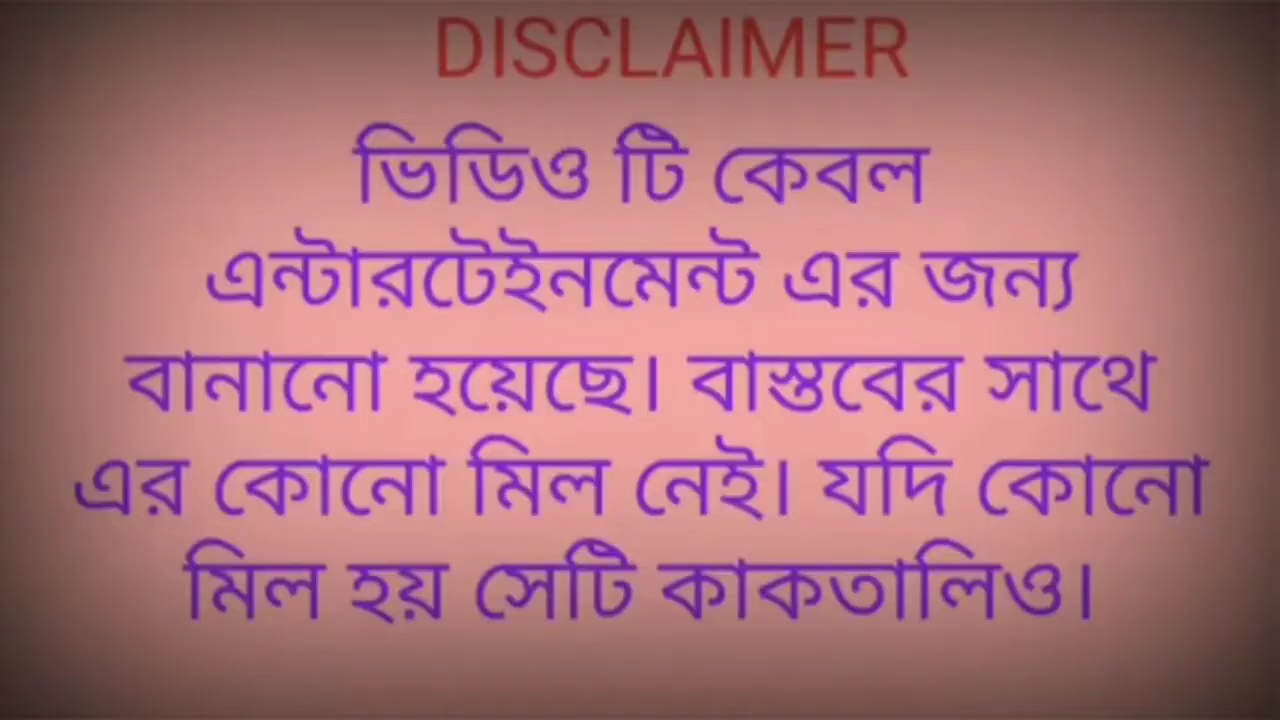 DISCLAIMER
ভিডিও টি কেবল
এন্টারটেইনমেন্ট এর জন্য
বানানো হয়েছে। বাস্তবের সাথে
এর কোনো মিল নেই। যদি কোনো
মিল হয় সেটি কাকতালিও।